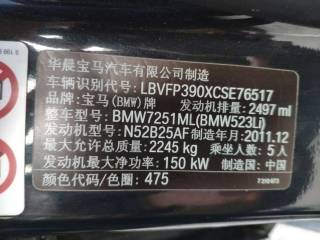 华晨宝马汽车有限公司制造
车辆识别代号 LBVFP390XCSE76517
品牌:宝马(BMW)牌 发动机排量:2497 ml
整车型号: BMW7251ML(BMW523Li)
发动机型号: N52B25AF 制造年月:2011.12
最大允许总质量: 2245 kg 乘坐人数: 5人
发动机最大净功率: 150 kW 制造国: 中国
颜色代码/色圈: 475